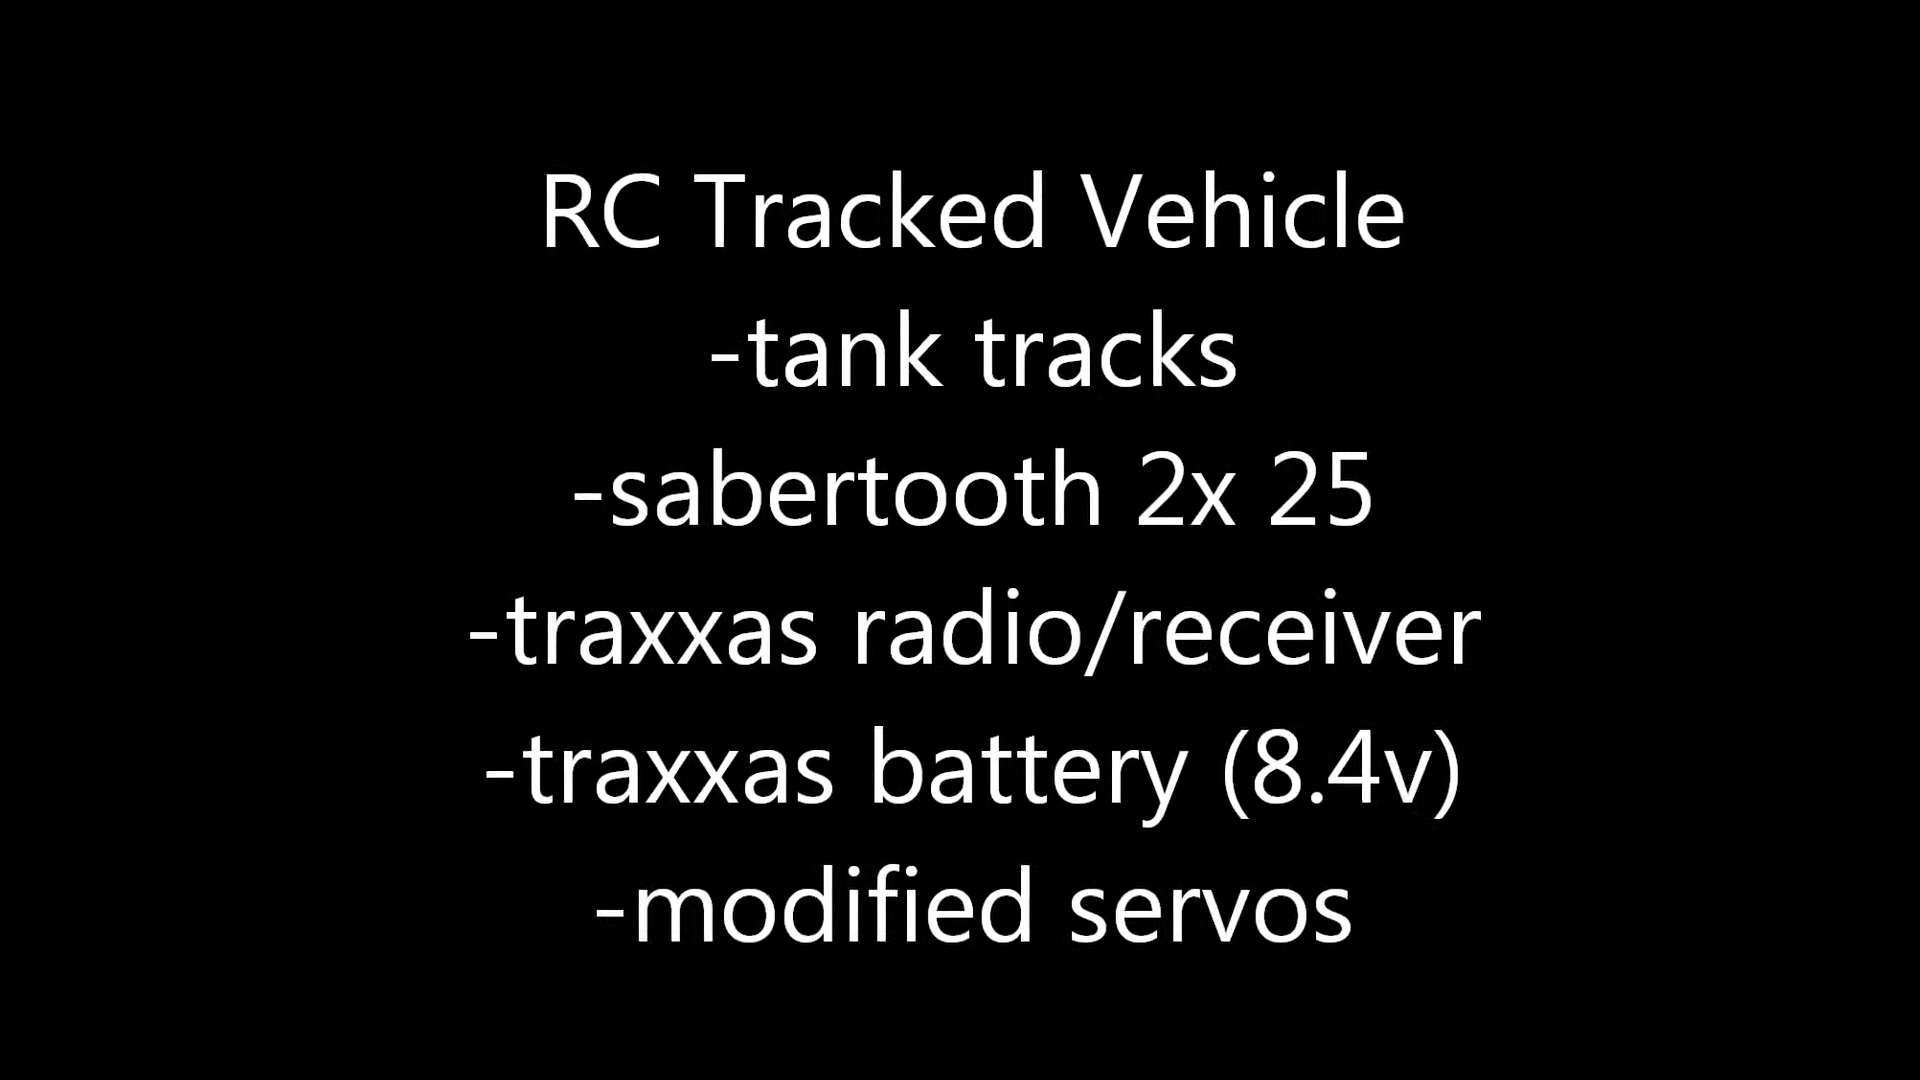 RC Tracked Vehicle
-tank tracks
-sabertooth 2x 25
-traxxas radio/receiver
-traxxas battery (8.4v)
-modified servos